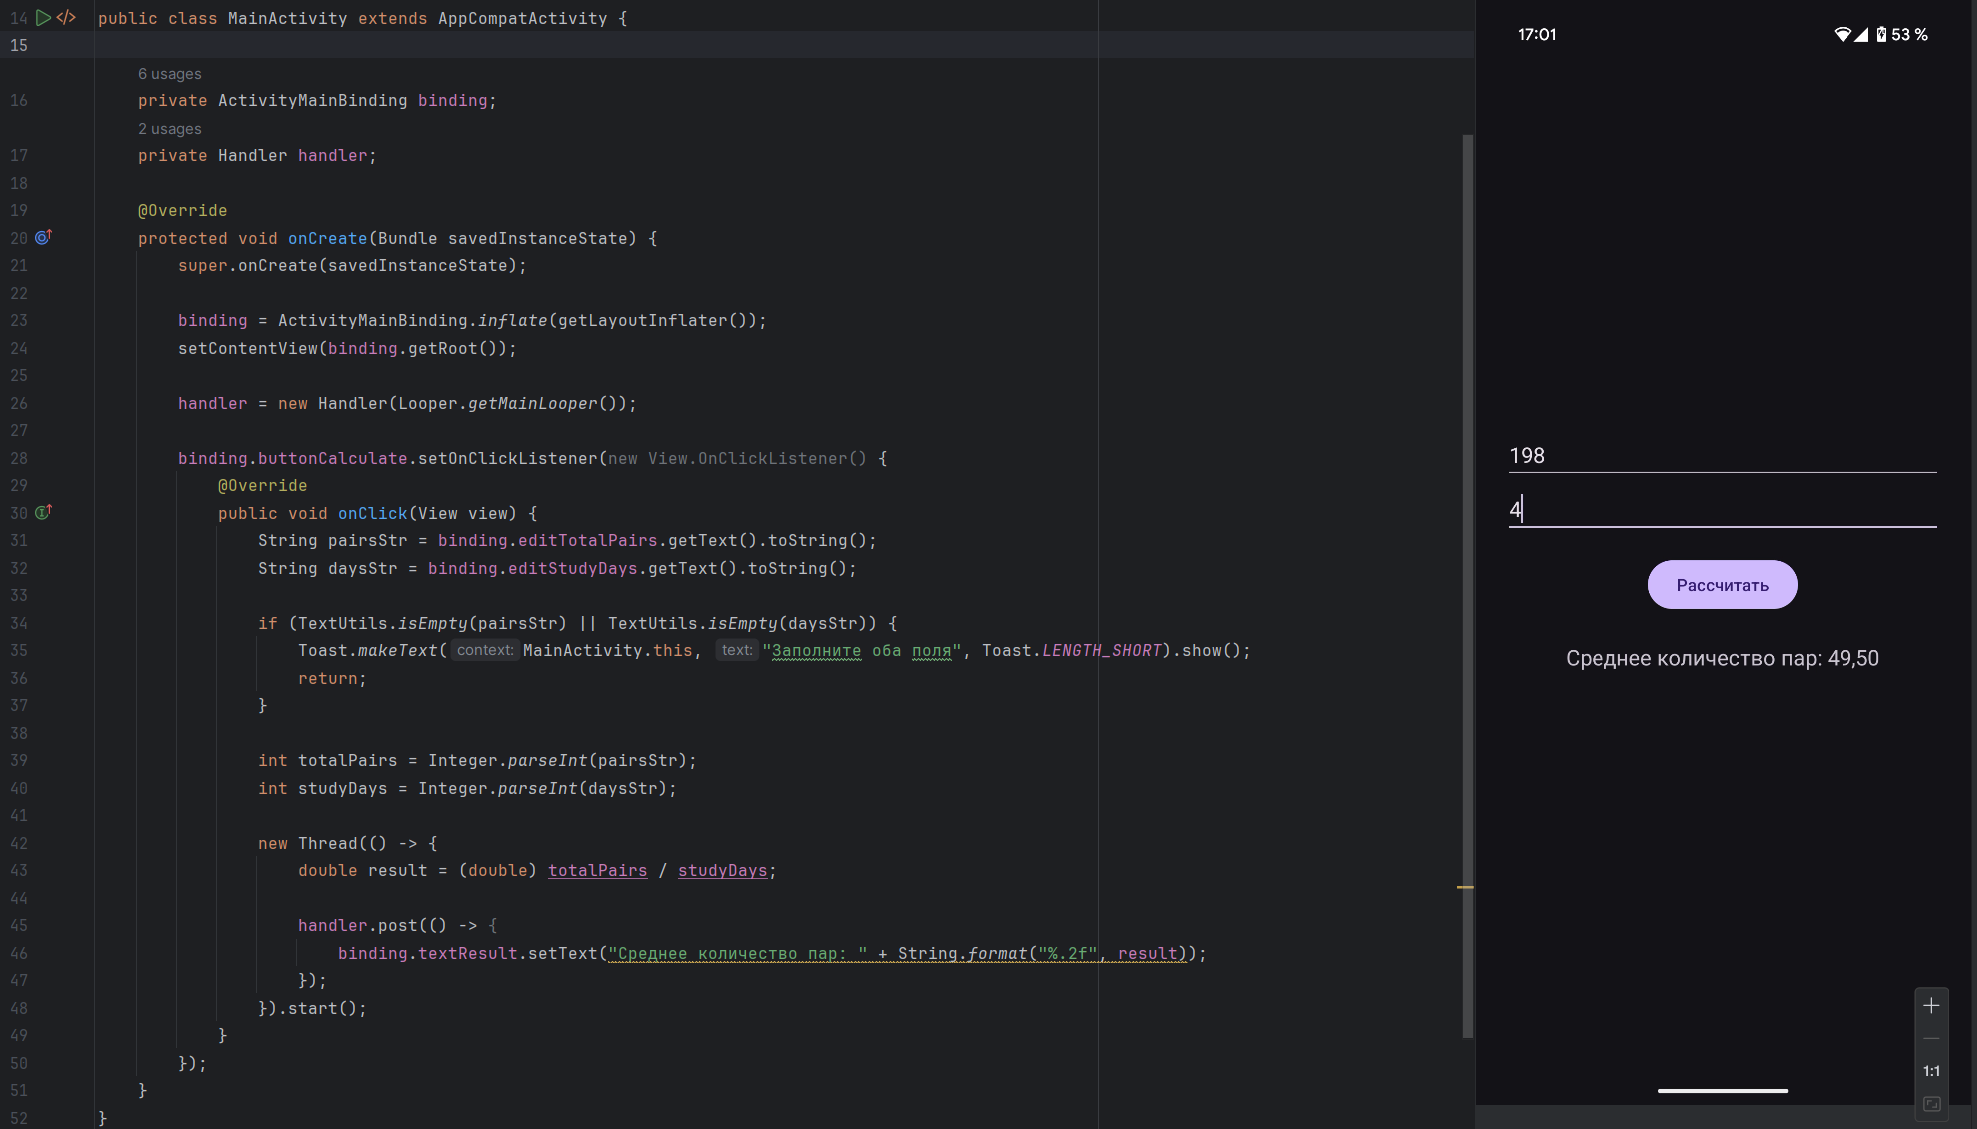 14 </> public class MainActivity extends AppCompatActivity {
15
6 usages
16 private ActivityMainBinding binding;
2 usages
17 private Handler handler;
18
19 @Override
20 protected void onCreate(Bundle savedInstanceState) {
21 super.onCreate(savedInstanceState);
22
23 binding = ActivityMainBinding.inflate(getLayoutInflater());
24 setContentView(binding.getRoot());
25
26 handler = new Handler(Looper.getMainLooper());
27
28 binding.buttonCalculate.setOnClickListener(new View.OnClickListener() {
29 @Override
30 public void onClick(View view) {
31 String pairsStr = binding.editTotalPairs.getText().toString();
32 String daysStr = binding.editStudyDays.getText().toString();
33
34 if (TextUtils.isEmpty(pairsStr) || TextUtils.isEmpty(daysStr)) {
35 Toast.makeText( context: MainActivity.this, text: "Заполните оба поля", Toast.LENGTH_SHORT).show();
36 return;
37 }
38
39 int totalPairs = Integer.parseInt(pairsStr);
40 int studyDays = Integer.parseInt(daysStr);
41
42 new Thread(() -> {
43 double result = (double) totalPairs / studyDays;
44
45 handler.post(() -> {
46 binding.textResult.setText("Среднее количество пар: " + String.format("%.2f", result));
47 });
48 }).start();
49 }
50 });
51 }
52 }
17:01
53 %
198
4
Рассчитать
Среднее количество пар: 49,50
1:1